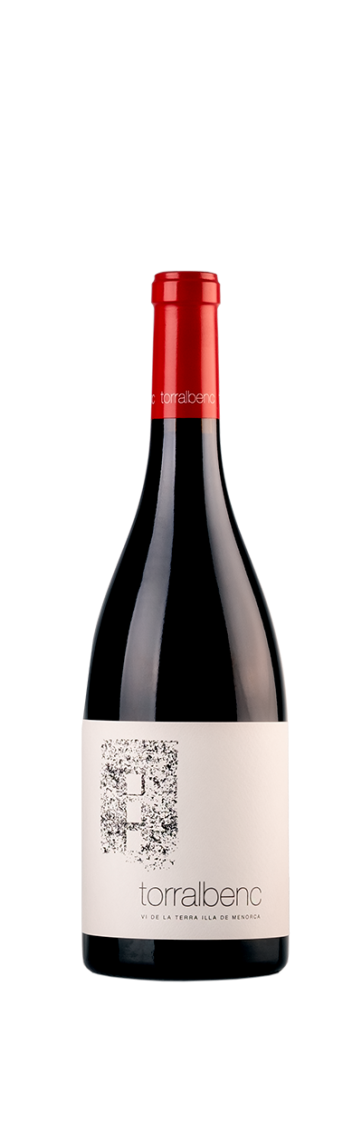 c torralbenc
torralbenc
VI DE LA TERRA ILLA DE MENORCA